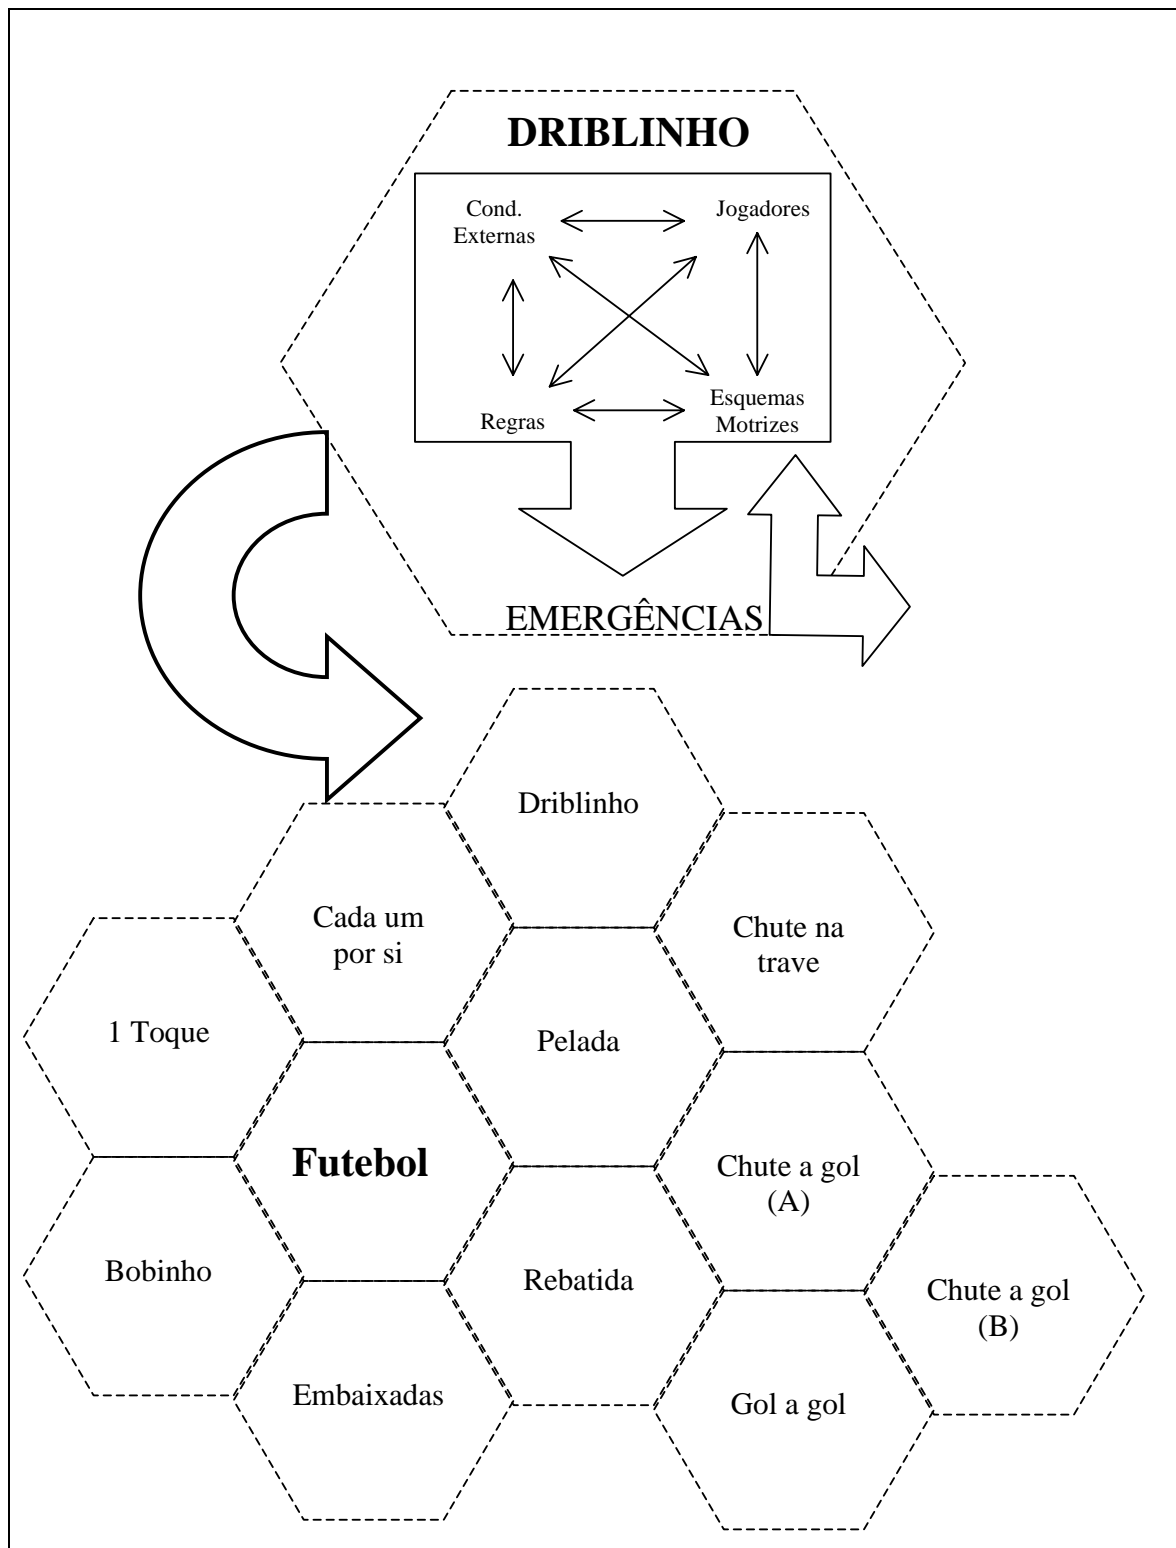 DRIBLINHO
Cond.
Externas
Jogadores
Regras
Esquemas
Motrizes
EMERGÊNCIAS
Driblinho
Cada um
por si
Chute na
trave
1 Toque
Pelada
Futebol
Chute a gol
(A)
Bobinho
Rebatida
Chute a gol
(B)
Embaixadas
Gol a gol